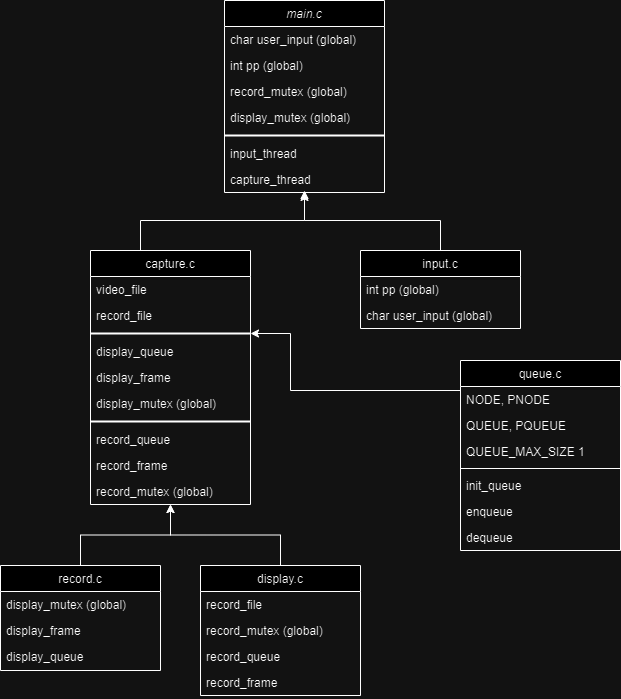 main.c
char user_input (global)
int pp (global)
record_mutex (global)
display_mutex (global)
input_thread
capture_thread
capture.c
video_file
record_file
display_queue
display_frame
display_mutex (global)
record_queue
record_frame
record_mutex (global)
input.c
int pp (global)
char user_input (global)
queue.c
NODE, PNODE
QUEUE, PQUEUE
QUEUE_MAX_SIZE 1
init_queue
enqueue
dequeue
record.c
display_mutex (global)
display_frame
display_queue
display.c
record_file
record_mutex (global)
record_queue
record_frame